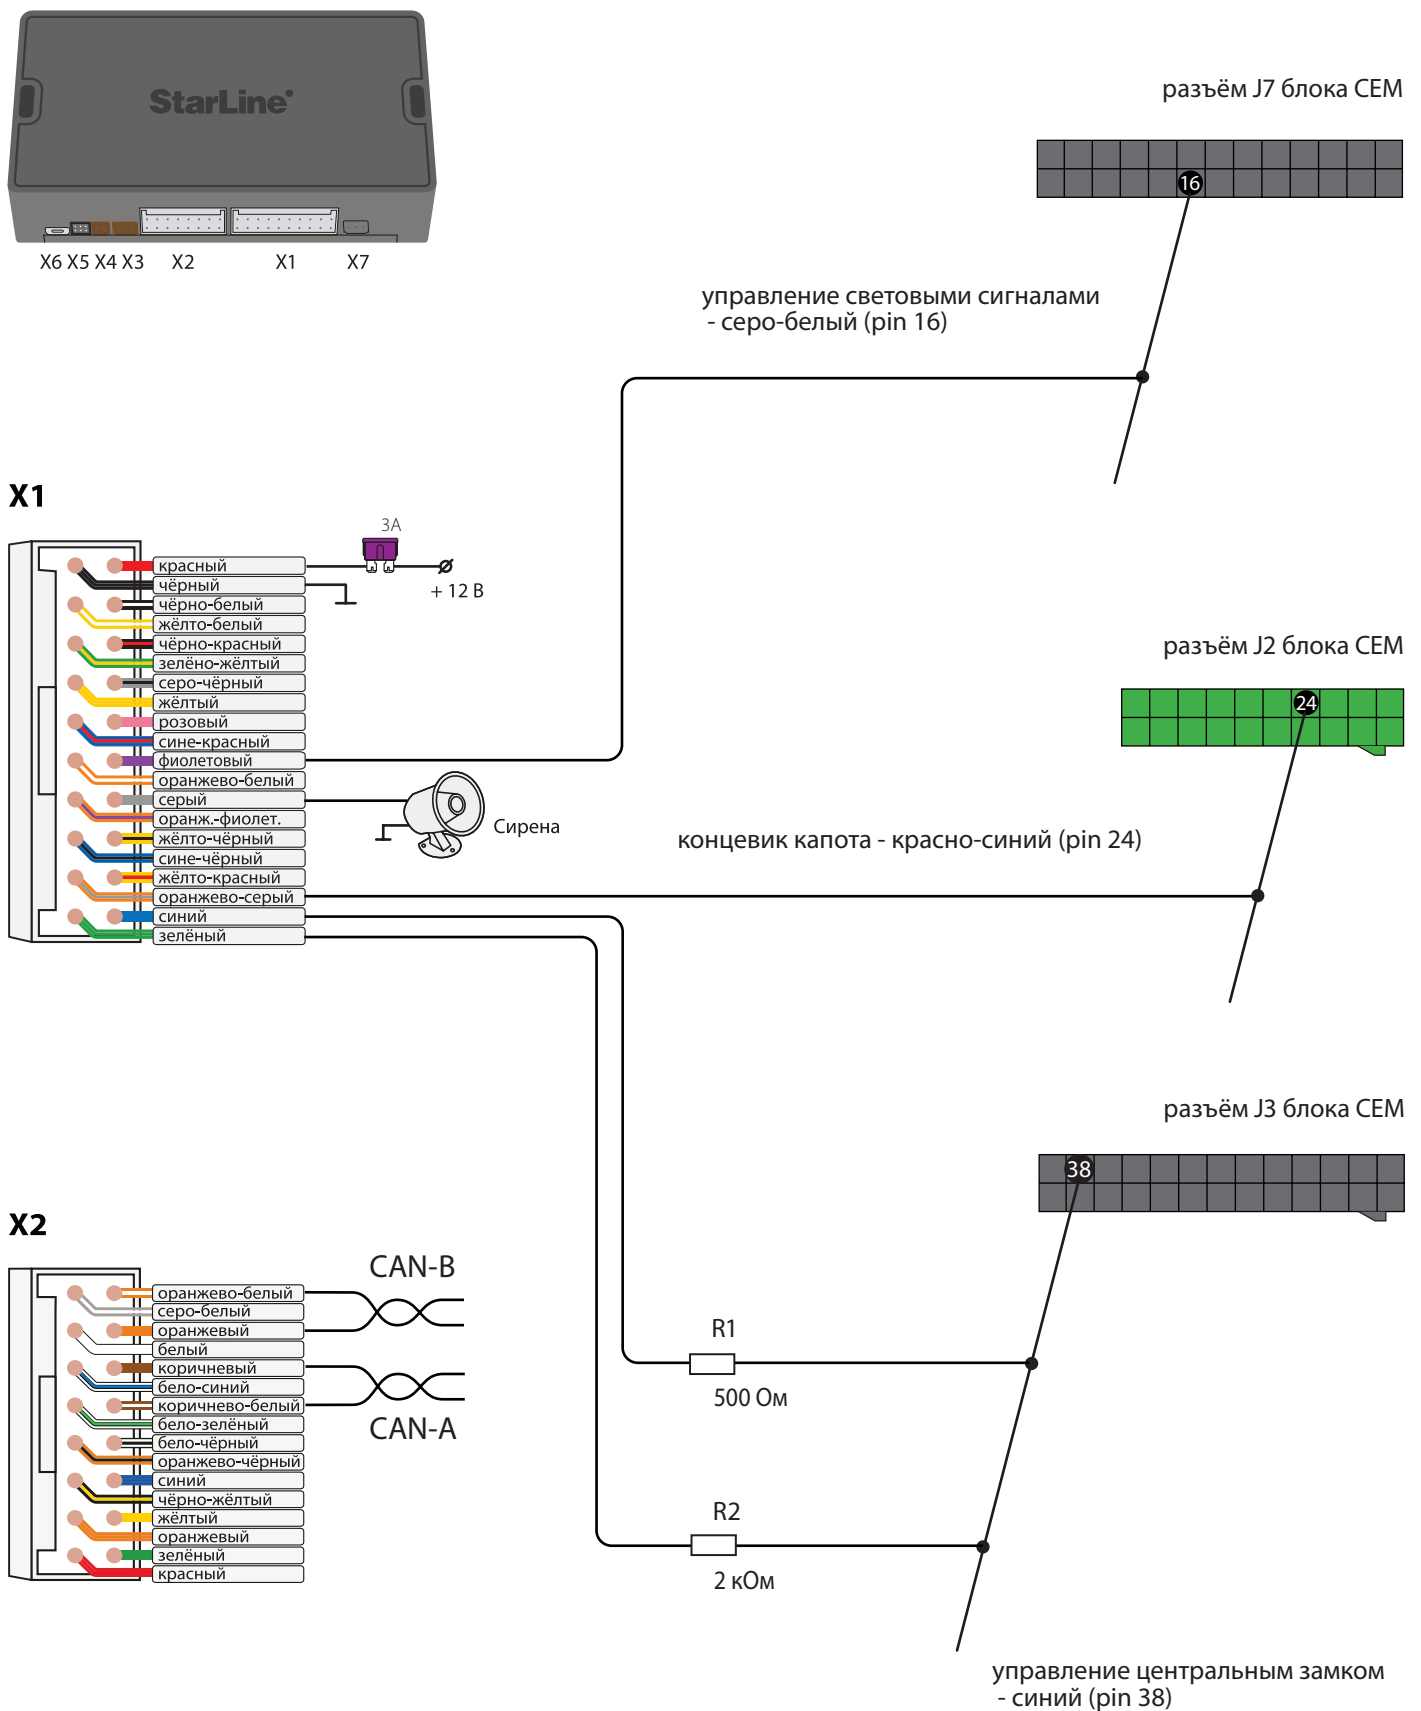 StarLine
X6 X5 X4 X3 X2 X1 X7
разъём J7 блока CEM
16
управление световыми сигналами
- серо-белый (pin 16)
X1
3А
+ 12 В
красный
чёрный
чёрно-белый
жёлто-белый
чёрно-красный
зелёно-жёлтый
серо-чёрный
жёлтый
розовый
сине-красный
фиолетовый
оранжево-белый
серый
оранж.-фиолет.
жёлто-чёрный
сине-чёрный
жёлто-красный
оранжево-серый
синий
зелёный
Сирена
разъём J2 блока CEM
24
концевик капота - красно-синий (pin 24)
разъём J3 блока CEM
38
X2
оранжево-белый
серо-белый
оранжевый
белый
коричневый
бело-синий
коричнево-белый
бело-зелёный
бело-чёрный
оранжево-чёрный
синий
чёрно-жёлтый
жёлтый
оранжевый
зелёный
красный
CAN-B
CAN-A
R1
500 Ом
R2
2 кОм
управление центральным замком
- синий (pin 38)